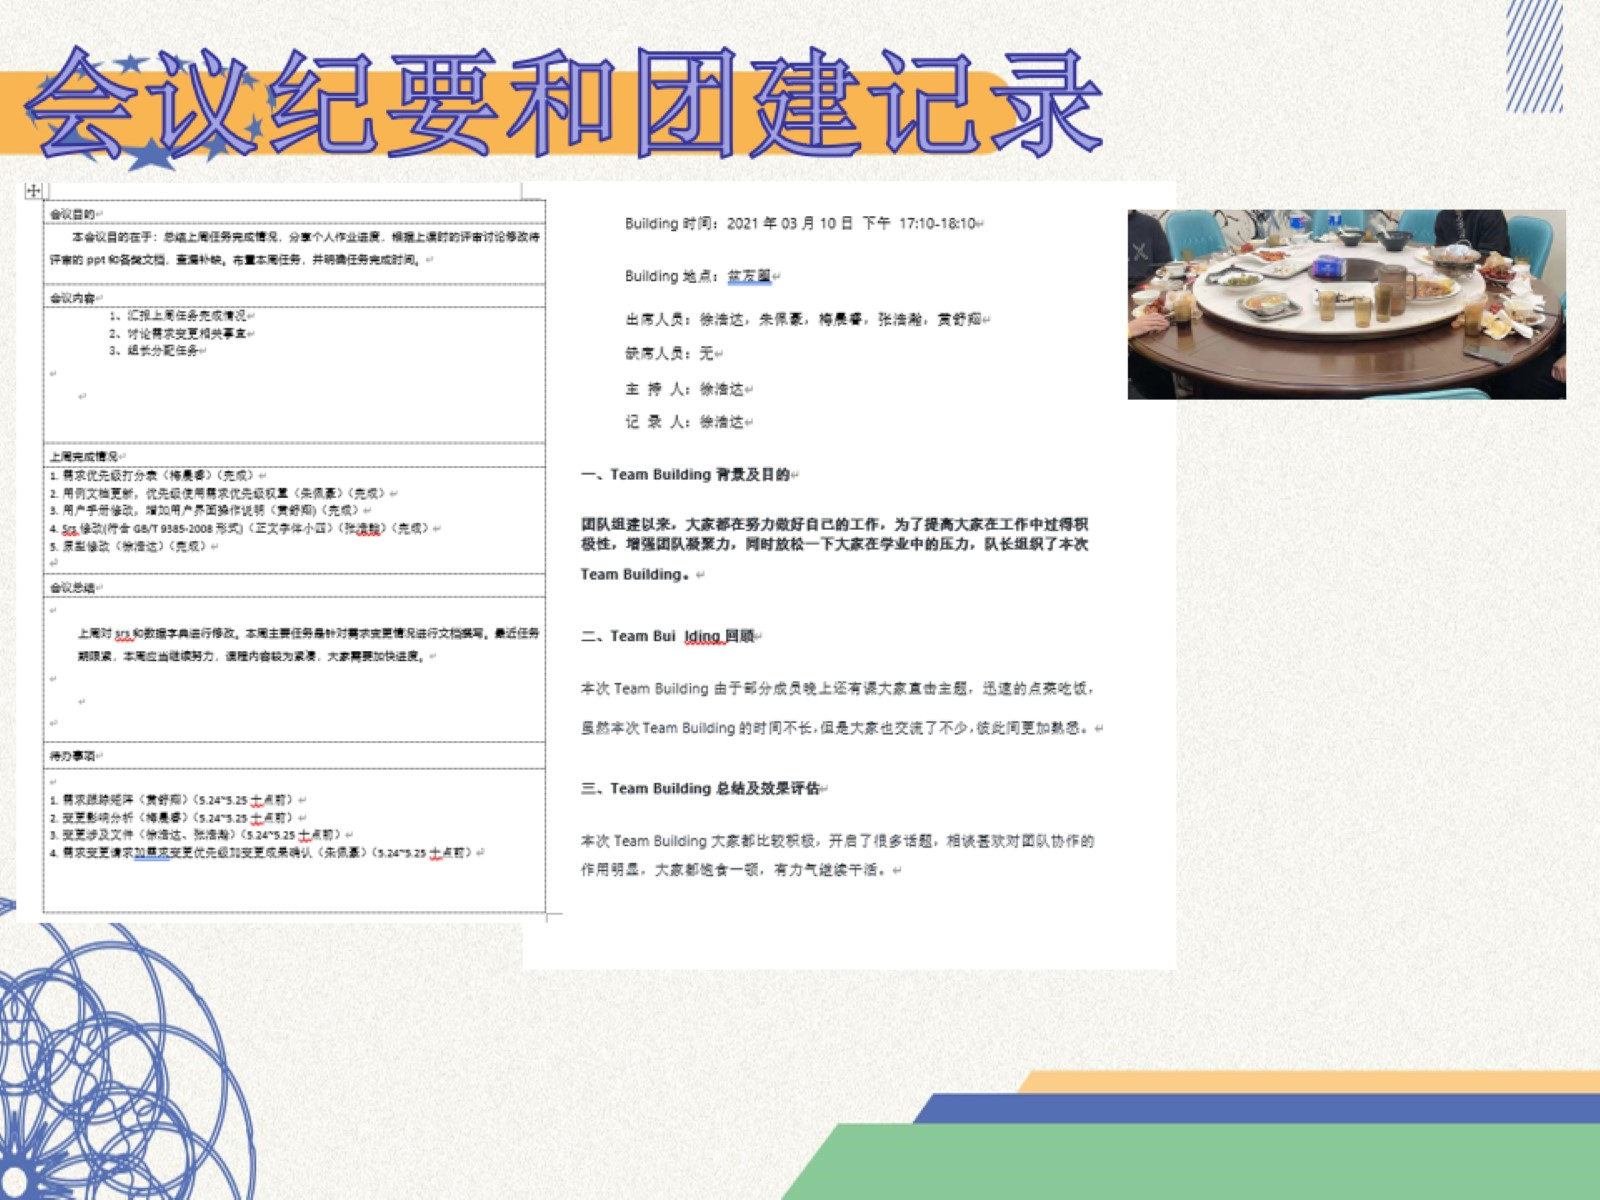 会议纪要和团建记录
会议目的
本会议目的在于：总结上周任务完成情况，分享个人作业进度，根据上课时的评审讨论修改待
评审的 ppt 和各类文档，查漏补缺。布置本周任务，并明确任务完成时间。
会议内容
1、汇报上周任务完成情况
2、讨论需求变更相关事宜
3、组长分配任务
上周完成情况
1. 需求优先级打分表（梅晨睿）（完成）
2. 用例文档更新，优先级使用需求优先级权重（朱佩豪）（完成）
3. 用户手册修改，增加用户界面操作说明（黄舒翔）（完成）
4. Srs 修改(符合 GB/T 9385-2008 形式)（正文字体小四）（张浩瀚）（完成）
5. 原型修改（徐浩达）（完成）
会议总结
上周对 srs 和数据字典进行修改。本周主要任务是针对需求变更情况进行文档撰写。最近任务
期限紧，本周应当继续努力，课程内容较为紧凑，大家需要加快进度。
待办事项
1. 需求跟踪矩阵（黄舒翔）（5.24~5.25 十点前）
2. 变更影响分析（梅晨睿）（5.24~5.25 十点前）
3. 变更涉及文件（徐浩达、张浩瀚）（5.24~5.25 十点前）
4. 需求变更请求加需求变更优先级加变更成果确认（朱佩豪）（5.24~5.25 十点前）
Building 时间：2021 年 03 月 10 日 下午 17:10-18:10
Building 地点：盆友圈
出席人员：徐浩达，朱佩豪，梅晨睿，张浩瀚，黄舒翔
缺席人员：无
主 持 人：徐浩达
记 录 人：徐浩达
一、Team Building 背景及目的
团队组建以来，大家都在努力做好自己的工作，为了提高大家在工作中过得积
极性，增强团队凝聚力，同时放松一下大家在学业中的压力，队长组织了本次
Team Building。
二、Team Bui lding 回顾
本次 Team Building 由于部分成员晚上还有课大家直击主题，迅速的点菜吃饭，
虽然本次 Team Building 的时间不长，但是大家也交流了不少，彼此间更加熟悉。
三、Team Building 总结及效果评估
本次 Team Building 大家都比较积极，开启了很多话题，相谈甚欢对团队协作的
作用明显，大家都饱食一顿，有力气继续干活。